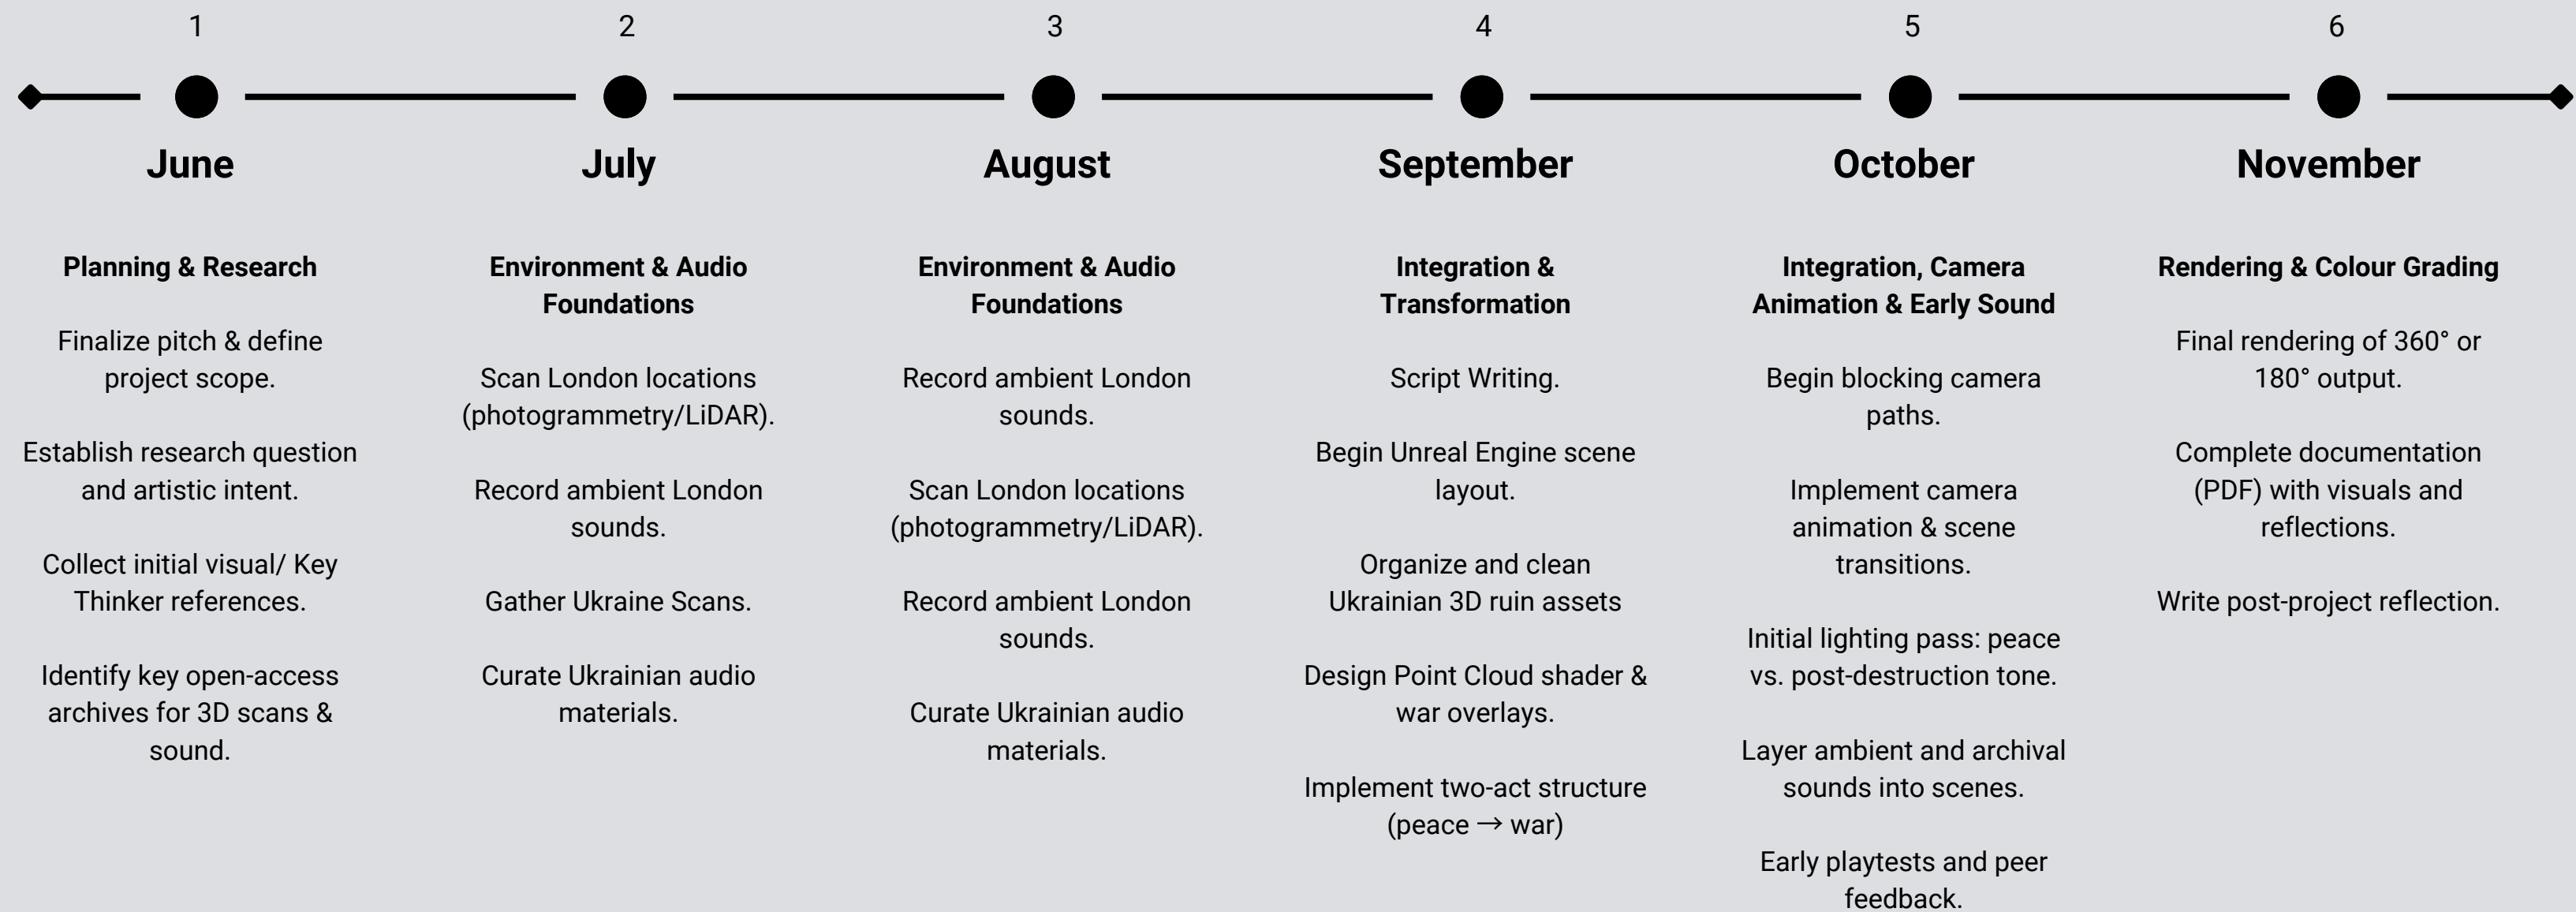 1
2
3
4
5
6
June
July
August
September
October
November
Planning & Research
Finalize pitch & define
project scope.
Establish research question
and artistic intent.
Collect initial visual/ Key
Thinker references.
Identify key open-access
archives for 3D scans &
sound.
Environment & Audio
Foundations
Scan London locations
(photogrammetry/LiDAR).
Record ambient London
sounds.
Gather Ukraine Scans.
Curate Ukrainian audio
materials.
Environment & Audio
Foundations
Record ambient London
sounds.
Scan London locations
(photogrammetry/LiDAR).
Record ambient London
sounds.
Curate Ukrainian audio
materials.
Integration &
Transformation
Script Writing.
Begin Unreal Engine scene
layout.
Organize and clean
Ukrainian 3D ruin assets
Design Point Cloud shader &
war overlays.
Implement two-act structure
(peace → war)
Integration, Camera
Animation & Early Sound
Begin blocking camera
paths.
Implement camera
animation & scene
transitions.
Initial lighting pass: peace
vs. post-destruction tone.
Layer ambient and archival
sounds into scenes.
Early playtests and peer
feedback.
Rendering & Colour Grading
Final rendering of 360° or
180° output.
Complete documentation
(PDF) with visuals and
reflections.
Write post-project reflection.